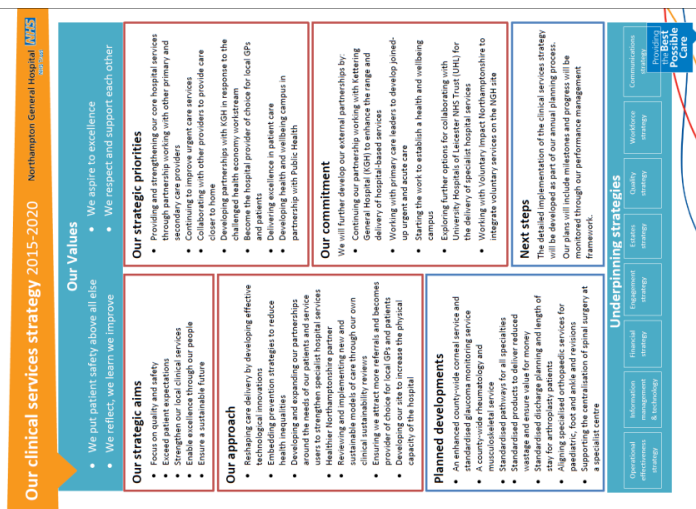 Our clinical services strategy 2015-2020
Northampton General Hospital NHS
Our Values
• We put patient safety above all else
• We aspire to excellence
• We reflect, we learn we improve
• We respect and support each other
Our strategic aims
• Focus on quality and safety
• Exceed patient expectations
• Strengthen our local clinical services
• Enable excellence through our people
• Ensure a sustainable future
Our strategic priorities
• Providing and strengthening our core hospital services
through partnership working with other primary and
secondary care providers
• Continuing to improve urgent care services
• Collaborating with other providers to provide care
closer to home
• Developing partnerships with KGH in response to the
challenged health economy workstream
• Become the hospital provider of choice for local GPs
and patients
• Delivering excellence in patient care
• Developing health and wellbeing campus in
partnership with Public Health
Our approach
• Reshaping care delivery by developing effective
technological innovations
• Embedding prevention strategies to reduce
health inequalities
• Developing and expanding our partnerships
around the needs of our patients and service
users to strengthen specialist hospital services
• Healthier Northamptonshire partner
• Reviewing and implementing new and
sustainable models of care through our own
clinical sustainability reviews
• Ensuring we attract more referrals and becomes
provider of choice for local GPs and patients
• Developing our site to increase the physical
capacity of the hospital
Our commitment
We will further develop our external partnerships by:
• Continuing our partnership working with Kettering
General Hospital (KGH) to enhance the range and
delivery of hospital-based services
• Working with primary care leaders to develop joined-
up urgent and acute care
• Starting the work to establish a health and wellbeing
campus
• Exploring further actions for collaborating with
University Hospitals of Leicester NHS Trust (UHL) for
the delivery of specialist hospital services
• Working with Voluntary Impact Northamptonshire to
integrate voluntary services on the NGH site
Planned developments
• An enhanced county-wide corneal service and
standardised glaucoma monitoring service
• A county-wide rheumatology and
musculoskeletal service
• Standardised pathways for all specialties
• Standardised products to deliver reduced
wastage and ensure value for money
• Standardised discharge planning and length of
stay for arthroplasty patients
• Aligning specialist orthopaedic services for
paediatric, foot and ankle and revisions
• Supporting the centralisation of spinal surgery at
a specialist centre
Next steps
The detailed implementation of the clinical services strategy
will be developed as part of our annual planning process.
Our plans will include milestones and progress will be
monitored through our performance management
framework.
Underpinning strategies
Operational
effectiveness
strategy
Information
management
& technology
Financial
strategy
Engagement
strategy
Estates
strategy
Quality
strategy
Workforce
strategy
Communications
strategy
Providing
the Best
Possible
Care